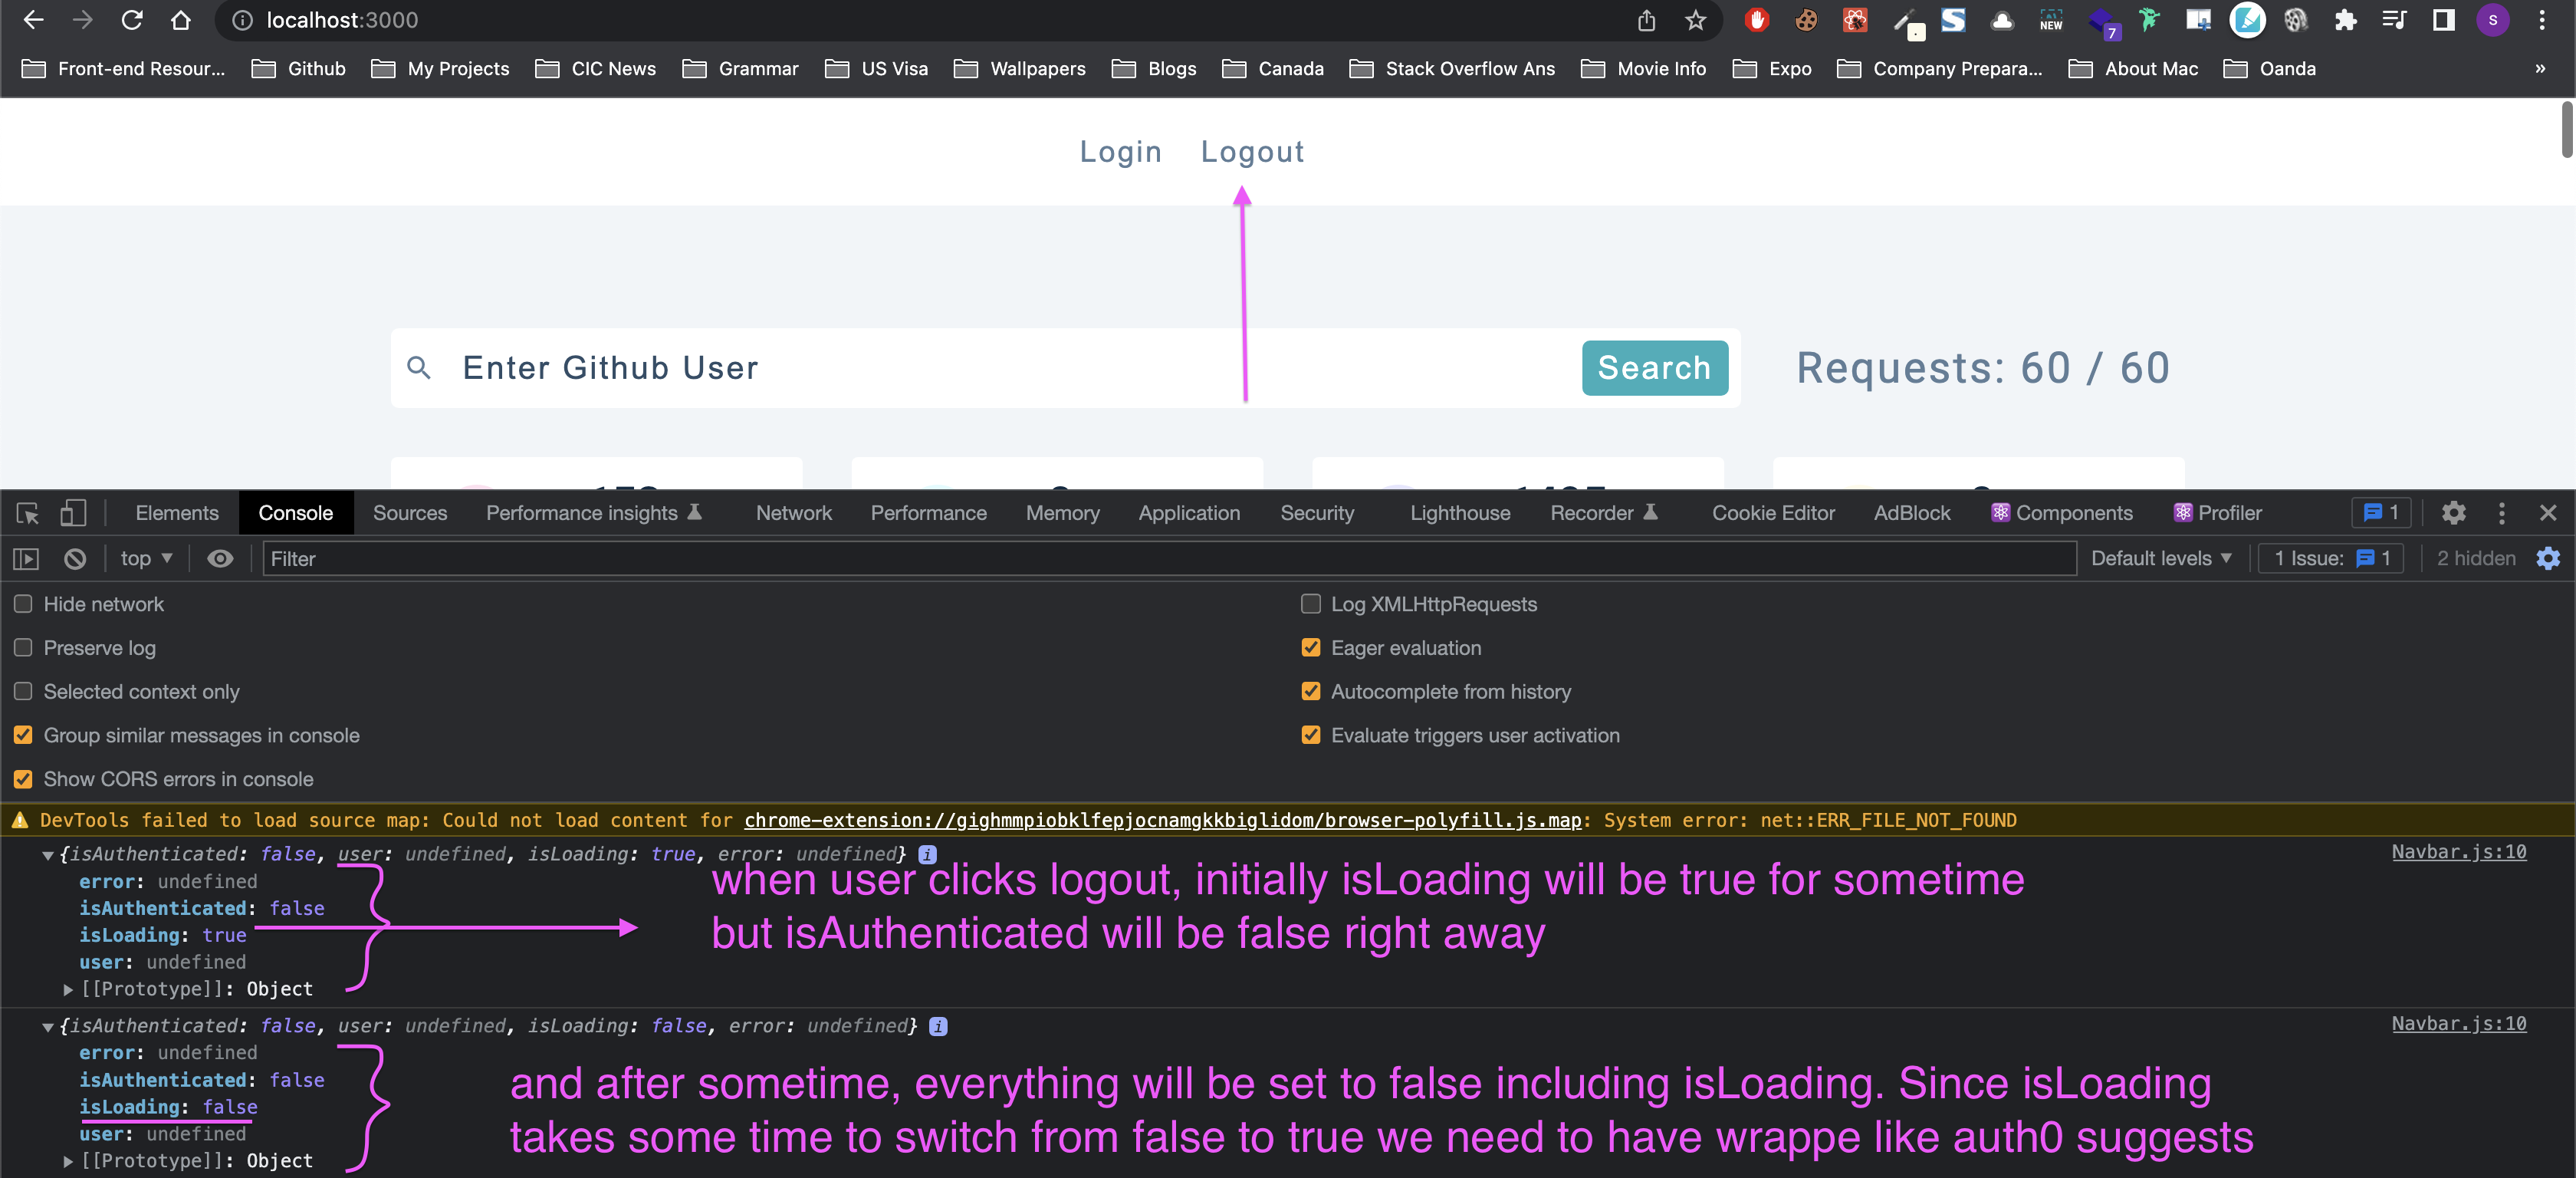 localhost:3000
NEW
7
s
Front-end Resour... Github My Projects CIC News Grammar US Visa Wallpapers Blogs Canada Stack Overflow Ans Movie Info Expo Company Prepara... About Mac Oanda »
Login Logout
Enter Github User Search Requests: 60 / 60
Elements Console Sources Performance insights Network Performance Memory Application Security Lighthouse Recorder Cookie Editor AdBlock Components Profiler 1
top Filter Default levels 1 Issue: 1 2 hidden
Hide network Log XMLHttpRequests
Preserve log Eager evaluation
Selected context only Autocomplete from history
Group similar messages in console Evaluate triggers user activation
Show CORS errors in console
DevTools failed to load source map: Could not load content for chrome-extension://gighmmpiobklfepjocnamgkkbiglidom/browser-polyfill.js.map: System error: net::ERR_FILE_NOT_FOUND
{isAuthenticated: false, user: undefined, isLoading: true, error: undefined} i Navbar.js:10
error: undefined
isAuthenticated: false
isLoading: true
user: undefined
[[Prototype]]: Object
when user clicks logout, initially isLoading will be true for sometime
but isAuthenticated will be false right away
{isAuthenticated: false, user: undefined, isLoading: false, error: undefined} i Navbar.js:10
error: undefined
isAuthenticated: false
isLoading: false
user: undefined
[[Prototype]]: Object
and after sometime, everything will be set to false including isLoading. Since isLoading
takes some time to switch from false to true we need to have wrappe like auth0 suggests